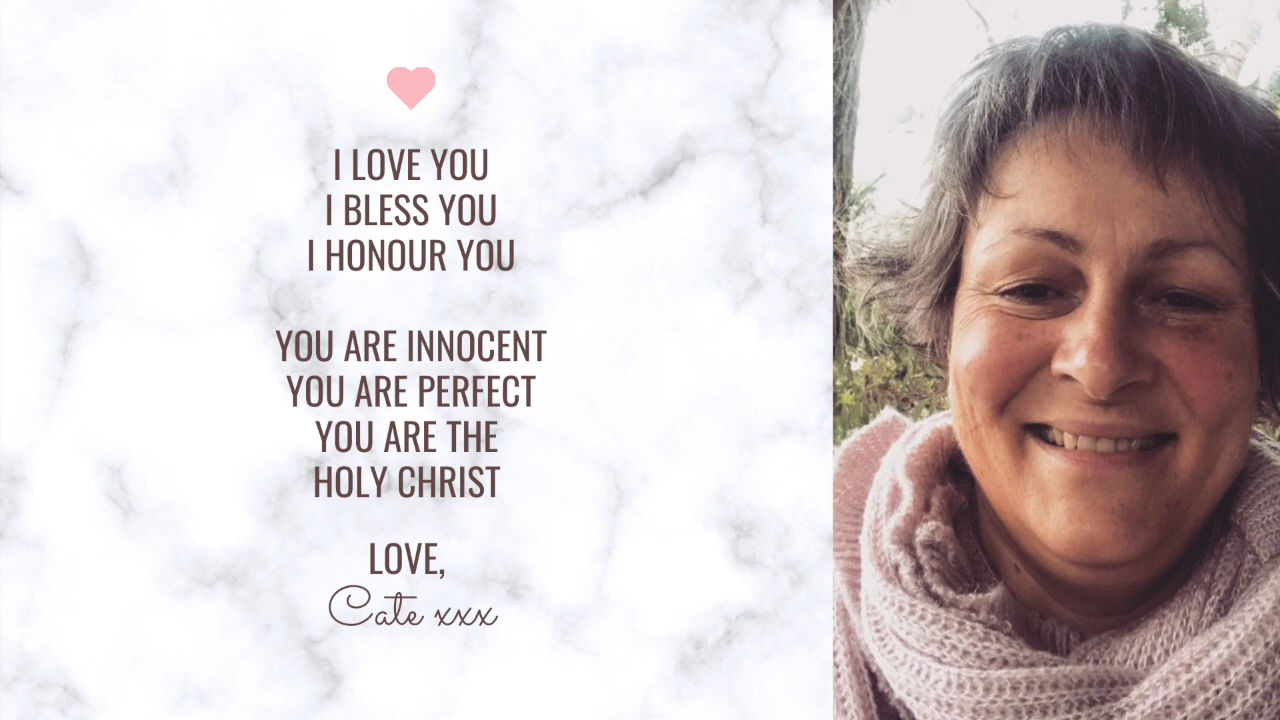 I LOVE YOU
I BLESS YOU
I HONOUR YOU
YOU ARE INNOCENT
YOU ARE PERFECT
YOU ARE THE
HOLY CHRIST
LOVE,
Cate xxx